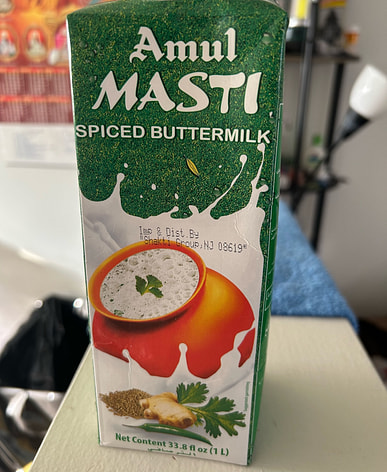 Amul
MASTI
SPICED BUTTERMILK
Imp & Dist.By
"Shakti Group,NJ 08619"
Net Content 33.8 fl oz (1 L)